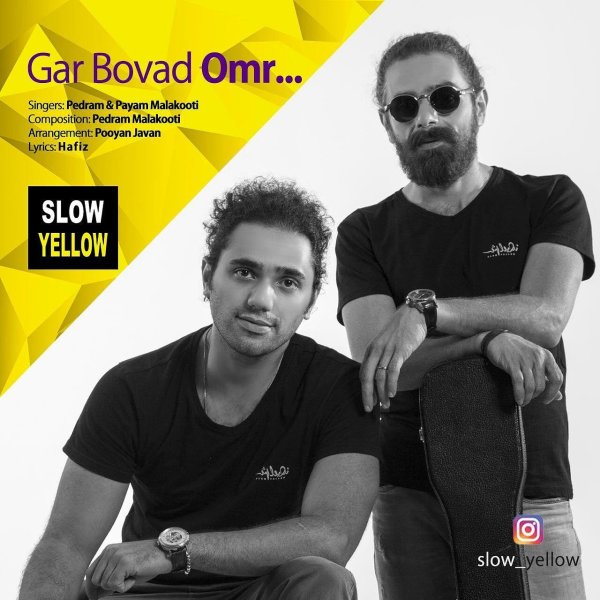 Gar Bovad Omr...
Singers: Pedram & Payam Malakooti
Composition: Pedram Malakooti
Arrangement: Pooyan Javan
Lyrics: Hafiz
SLOW
YELLOW
slow_yellow